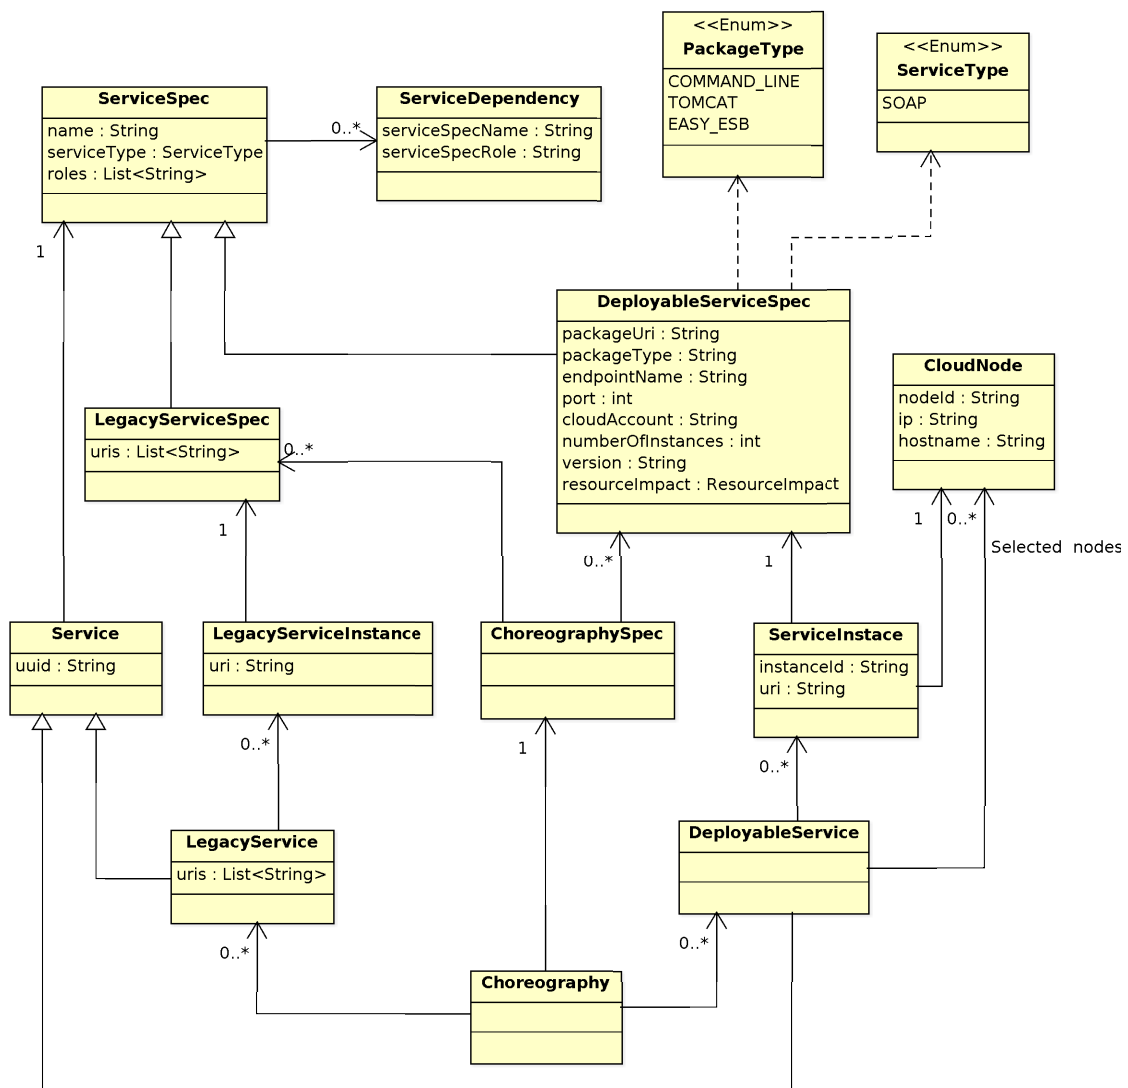 <<Enum>>
PackageType
COMMAND_LINE
TOMCAT
EASY_ESB
<<Enum>>
ServiceType
SOAP
ServiceSpec
name : String
serviceType : ServiceType
roles : List<String>
0..*
ServiceDependency
serviceSpecName : String
serviceSpecRole : String
1
DeployableServiceSpec
packageUri : String
packageType : String
endpointName : String
port : int
cloudAccount : String
numberOfInstances : int
version : String
resourceImpact : ResourceImpact
CloudNode
nodeId : String
ip : String
hostname : String
LegacyServiceSpec
uris : List<String>
0..*
1
0..*
1
1
0..*
Selected nodes
Service
uuid : String
LegacyServiceInstance
uri : String
ChoreographySpec
ServiceInstace
instanceId : String
uri : String
0..*
1
0..*
LegacyService
uris : List<String>
DeployableService
0..*
0..*
Choreography